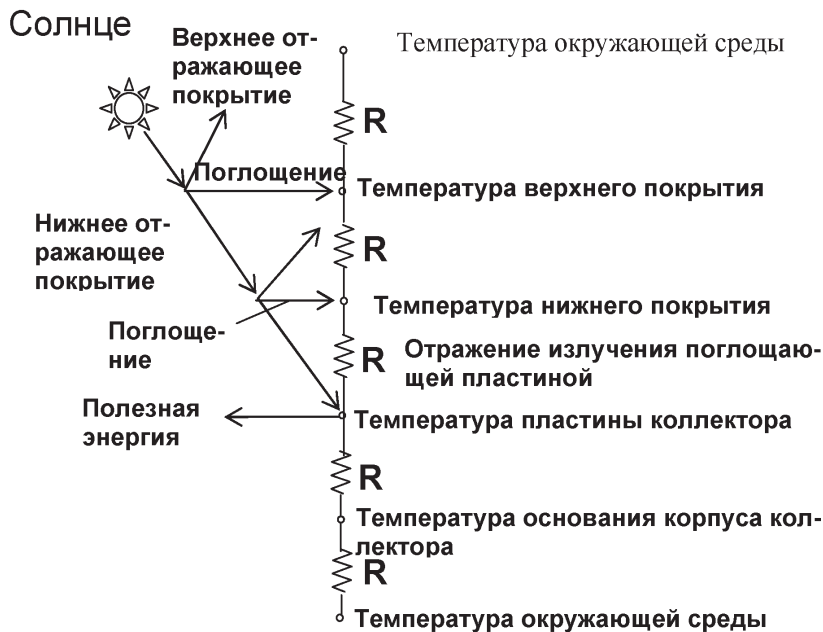 Солнце
Верхнее от-
ражающее
покрытие
Температура окружающей среды
R
Поглощение
Температура верхнего покрытия
Нижнее от-
ражающее
покрытие
R
Температура нижнего покрытия
Поглоще-
ние
R
Отражение излучения поглощаю-
щей пластиной
Полезная
энергия
Температура пластины коллектора
R
Температура основания корпуса кол-
лектора
R
Температура окружающей среды